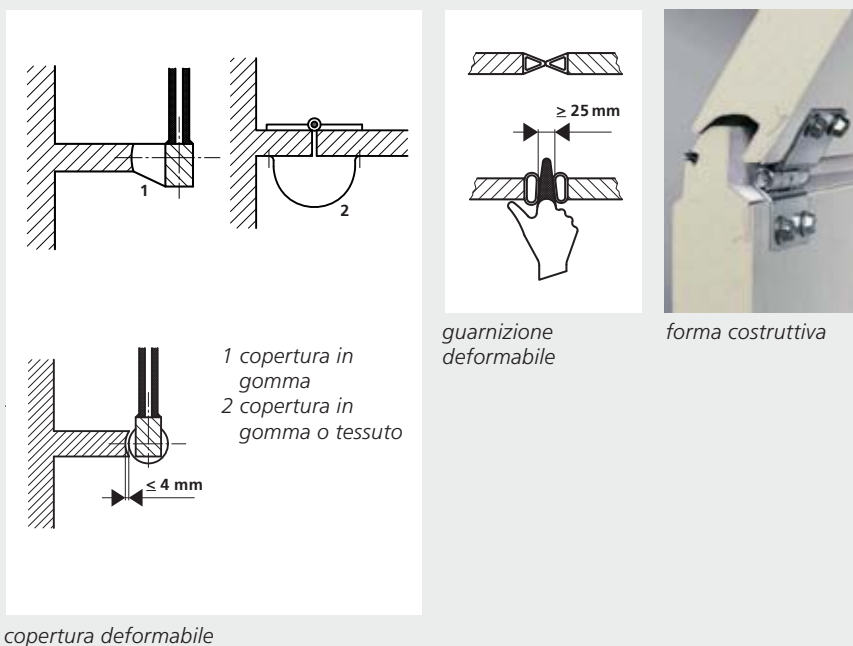 1
2
≤ 4 mm
1 copertura in
gomma
2 copertura in
gomma o tessuto
copertura deformabile
≥ 25 mm
guarnizione
deformabile
forma costruttiva